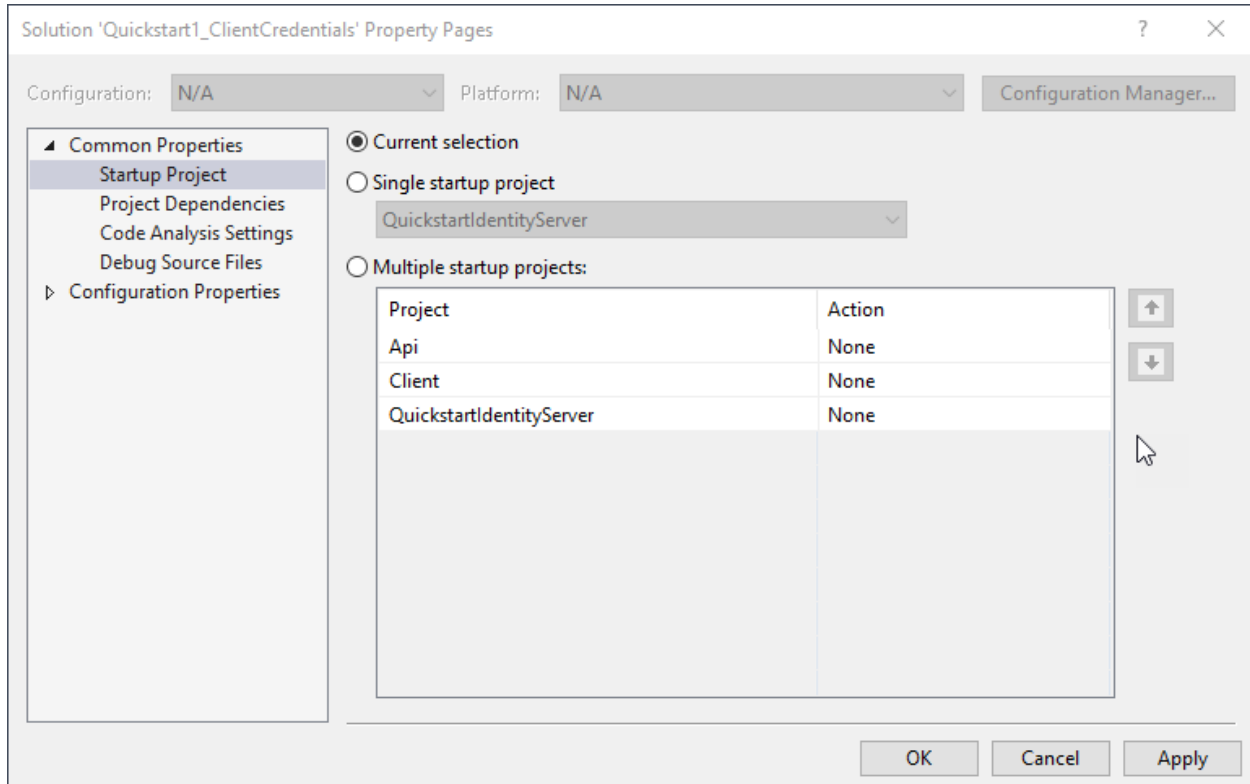 Solution 'Quickstart1_ClientCredentials' Property Pages
?
Configuration: N/A Platform: N/A Configuration Manager...
Common Properties
Startup Project
Project Dependencies
Code Analysis Settings
Debug Source Files
Configuration Properties
Current selection
Single startup project
QuickstartIdentityServer
Multiple startup projects:
Project Action
Api None
Client None
QuickstartIdentityServer None
OK Cancel Apply